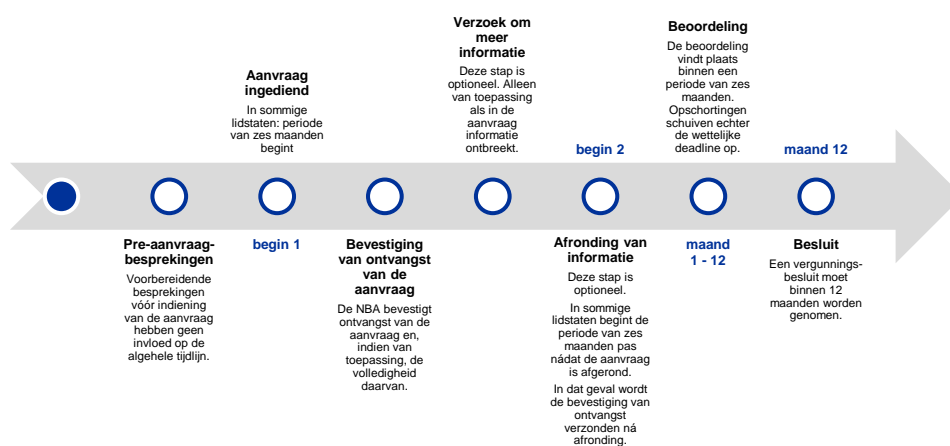 Pre-aanvraag-
besprekingen
Voorbereidende
besprekingen
vóór indiening
van de aanvraag
hebben geen
invloed op de
algehele tijdlijn.
Aanvraag
ingediend
In sommige
lidstaten: periode
van zes maanden
begint
begin 1
Bevestiging
van ontvangst
van de
aanvraag
De NBA bevestigt
ontvangst van de
aanvraag en,
indien van
toepassing, de
volledigheid
daarvan.
Verzoek om
meer
informatie
Deze stap is
optioneel. Alleen
van toepassing
als in de
aanvraag
informatie
ontbreekt.
begin 2
Afronding van
informatie
Deze stap is
optioneel.
In sommige
lidstaten begint de
periode van zes
maanden pas
nádat de aanvraag
is afgerond.
In dat geval wordt
de bevestiging van
ontvangst
verzonden ná
afronding.
Beoordeling
De beoordeling
vindt plaats
binnen een
periode van zes
maanden.
Opschortingen
schuiven echter
de wettelijke
deadline op.
maand
1 - 12
maand 12
Besluit
Een vergunnings-
besluit moet
binnen 12
maanden worden
genomen.